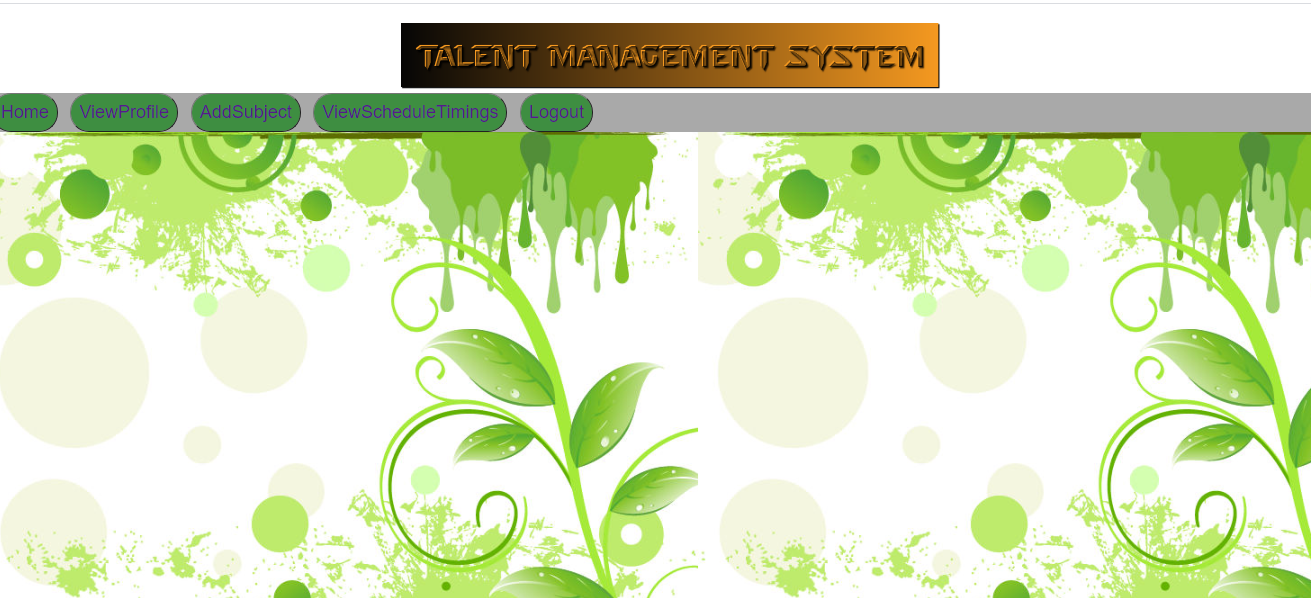 TALENT MANAGEMENT SYSTEM
Home ViewProfile AddSubject ViewScheduleTimings Logout